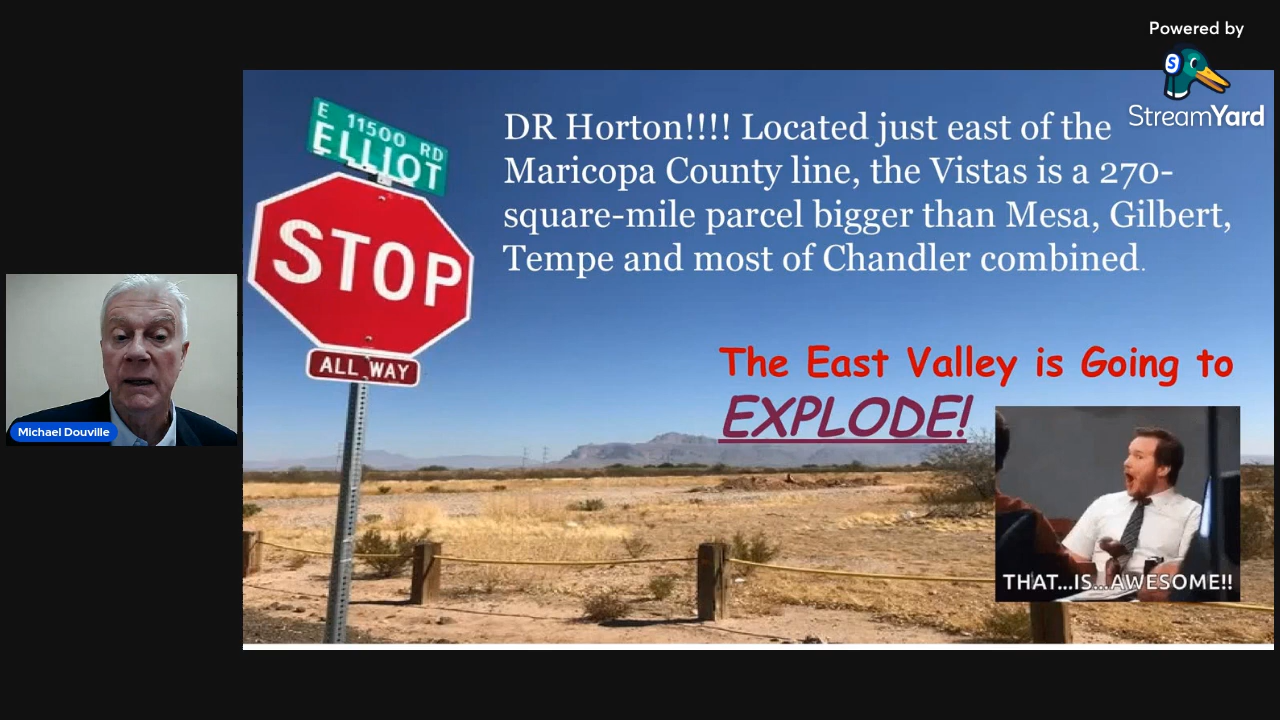 Powered by
StreamYard
E 11500 RD
ELLIOT
STOP
ALL WAY
DR Horton!!!! Located just east of the
Maricopa County line, the Vistas is a 270-
square-mile parcel bigger than Mesa, Gilbert,
Tempe and most of Chandler combined.
The East Valley is Going to
EXPLODE!
THAT...IS...AWESOME!!
Michael Douville